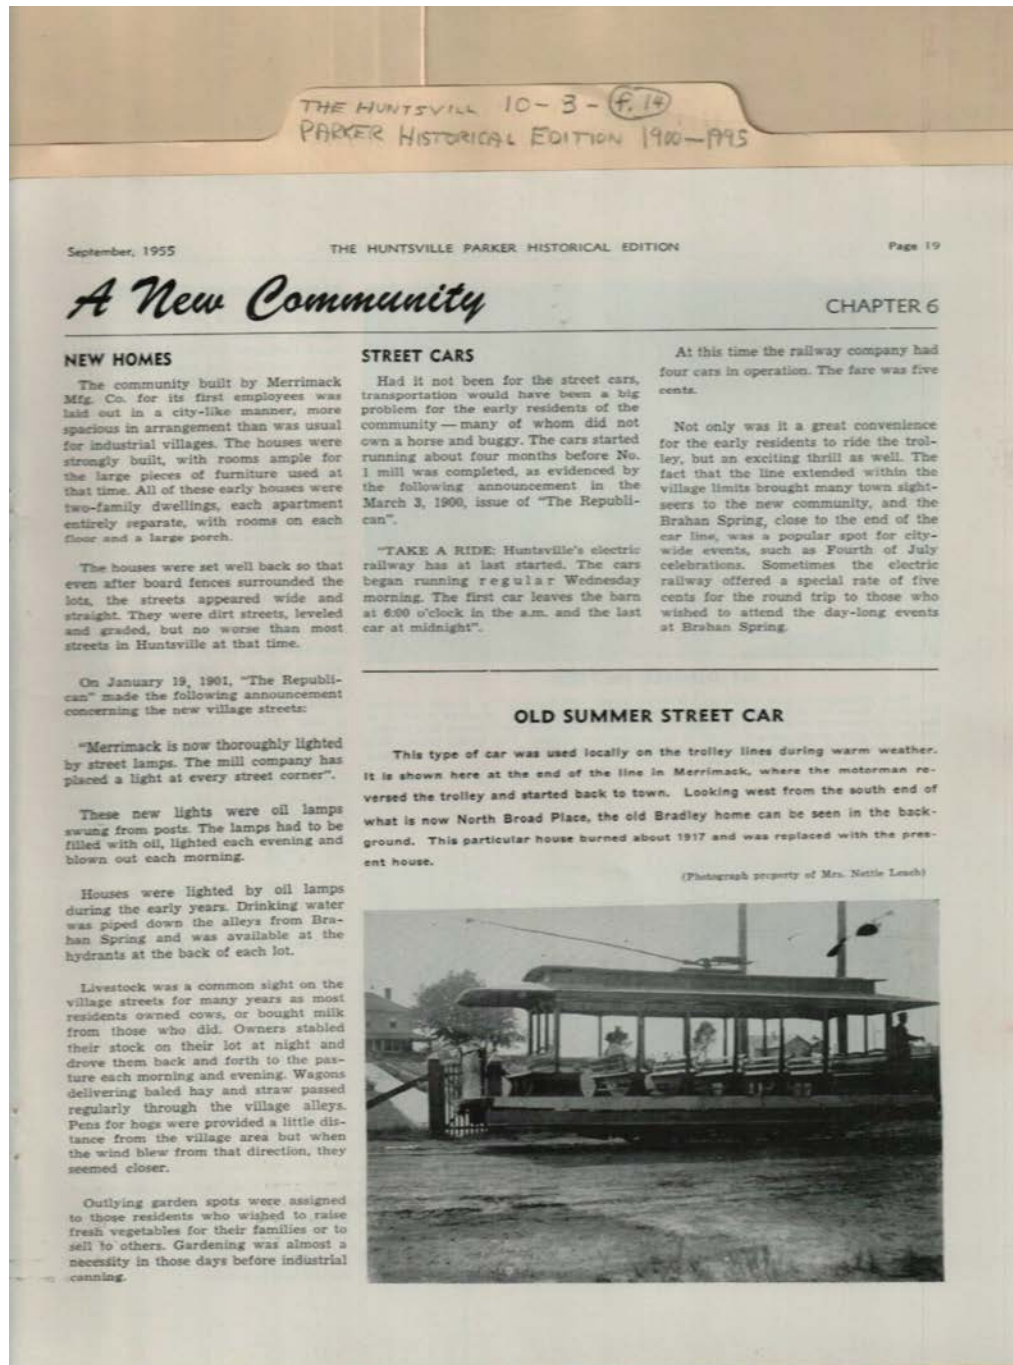 THE HUNTSVILL 10-3-(f.14)
PARKER HISTORICAL EDITION 1900-1995
September, 1955 THE HUNTSVILLE PARKER HISTORICAL EDITION Page 19
A New Community
CHAPTER 6
NEW HOMES
The community built by Merrimack
Mfg. Co. for its first employees was
laid out in a city-like manner, more
spacious in arrangement than was usual
for industrial villages. The houses were
strongly built, with rooms ample for
the large pieces of furniture used at
that time. All of these early houses were
two-family dwellings, each apartment
entirely separate, with rooms on each
floor and a large porch.
The houses were set well back so that
even after board fences surrounded the
lots, the streets appeared wide and
straight. They were dirt streets, leveled
and graded, but no worse than most
streets in Huntsville at that time.
On January 19, 1901, "The Republi-
can" made the following announcement
concerning the new village streets:
"Merrimack is now thoroughly lighted
by street lamps. The mill company has
placed a light at every street corner".
These new lights were oil lamps
swung from posts. The lamps had to be
filled with oil, lighted each evening and
blown out each morning.
Houses were lighted by oil lamps
during the early years. Drinking water
was piped down the alleys from Bra-
han Spring and was available at the
hydrants at the back of each lot.
Livestock was a common sight on the
village streets for many years as most
residents owned cows, or bought milk
from those who did. Owners stabled
their stock on their lot at night and
drove them back and forth to the pas-
ture each morning and evening. Wagons
delivering baled hay and straw passed
regularly through the village alleys.
Pens for hogs were provided a little dis-
tance from the village area but when
the wind blew from that direction, they
seemed closer.
Outlying garden spots were assigned
to those residents who wished to raise
fresh vegetables for their families or to
sell to others. Gardening was almost a
necessity in those days before industrial
canning.
STREET CARS
Had it not been for the street cars,
transportation would have been a big
problem for the early residents of the
community — many of whom did not
own a horse and buggy. The cars started
running about four months before No.
1 mill was completed, as evidenced by
the following announcement in the
March 3, 1900, issue of "The Republi-
can".
"TAKE A RIDE: Huntsville's electric
railway has at last started. The cars
began running regular Wednesday
morning. The first car leaves the barn
at 6:00 o'clock in the a.m. and the last
car at midnight".
At this time the railway company had
four cars in operation. The fare was five
cents.
Not only was it a great convenience
for the early residents to ride the trol-
ley, but an exciting thrill as well. The
fact that the line extended within the
village limits brought many town sight-
seers to the new community, and the
Brahan Spring, close to the end of the
car line, was a popular spot for city-
wide events, such as Fourth of July
celebrations. Sometimes the electric
railway offered a special rate of five
cents for the round trip to those who
wished to attend the day-long events
at Brahan Spring.
OLD SUMMER STREET CAR
This type of car was used locally on the trolley lines during warm weather.
It is shown here at the end of the line in Merrimack, where the motorman re-
versed the trolley and started back to town. Looking west from the south end of
what is now North Broad Place, the old Bradley home can be seen in the back-
ground. This particular house burned about 1917 and was replaced with the pres-
ent house.
(Photograph property of Mrs. Nettie Leach)